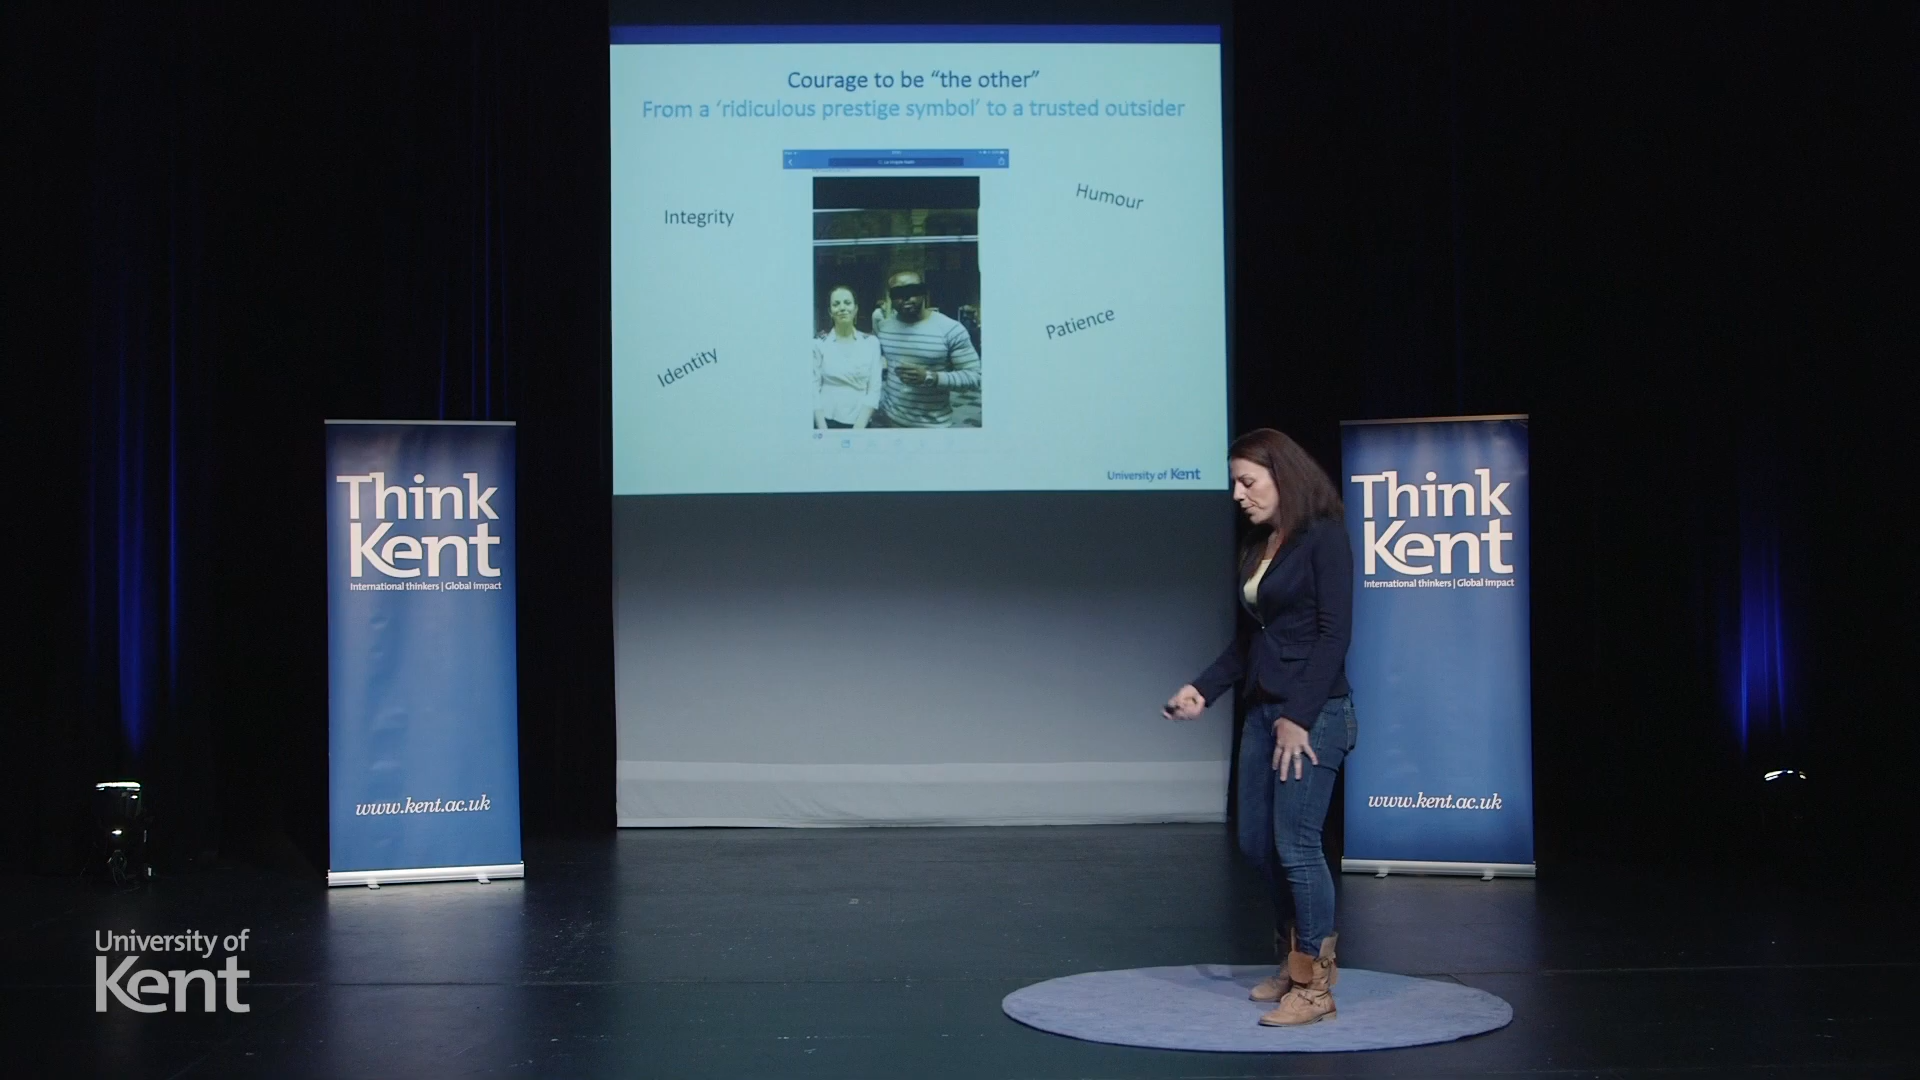 Courage to be “the other”
From a ‘ridiculous prestige symbol’ to a trusted outsider
Integrity
Humour
Identity
Patience
University of Kent
Think
Kent
International thinkers | Global impact
www.kent.ac.uk
Think
Kent
International thinkers | Global impact
www.kent.ac.uk
University of
Kent